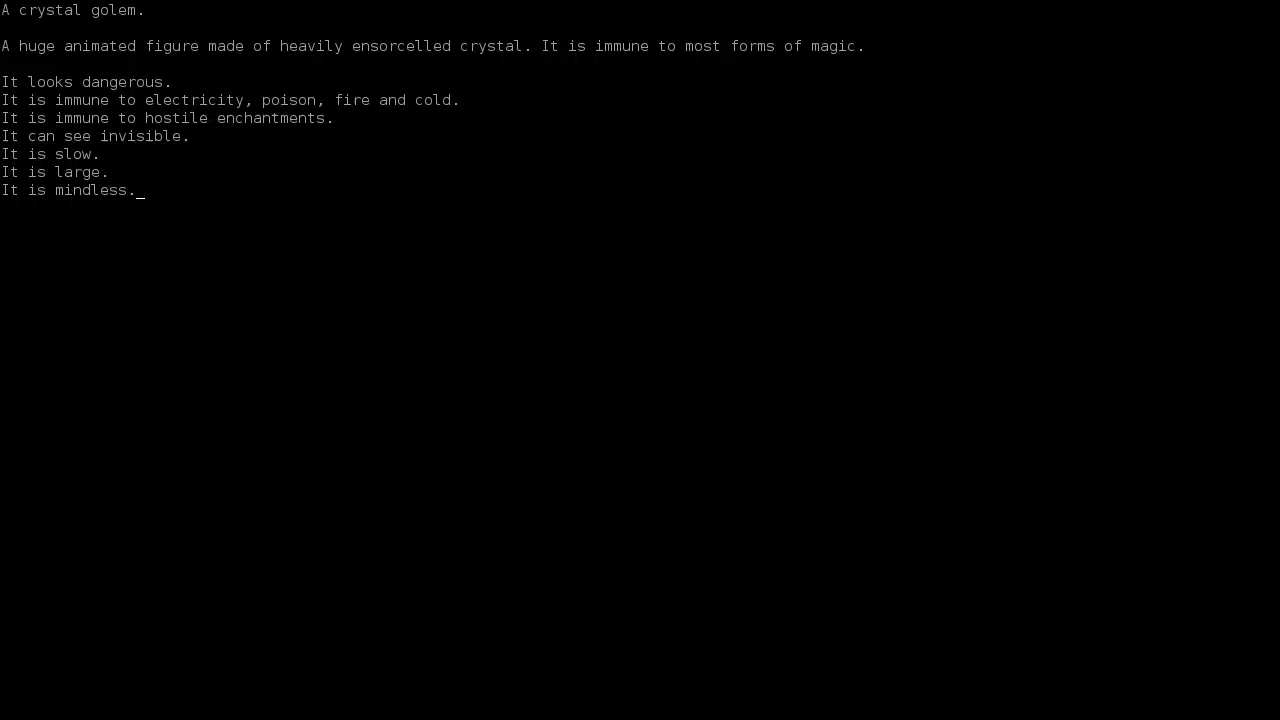 A crystal golem.
A huge animated figure made of heavily ensorcelled crystal. It is immune to most forms of magic.
It looks dangerous.
It is immune to electricity, poison, fire and cold.
It is immune to hostile enchantments.
It can see invisible.
It is slow.
It is large.
It is mindless._